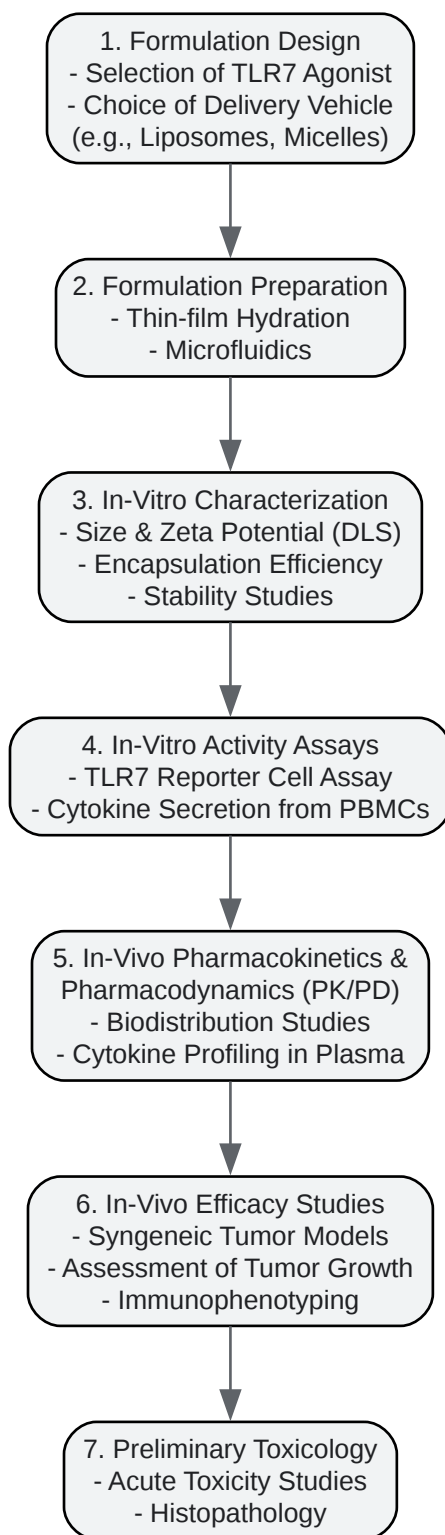 1. Formulation Design
- Selection of TLR7 Agonist
- Choice of Delivery Vehicle
(e.g., Liposomes, Micelles)
2. Formulation Preparation
- Thin-film Hydration
- Microfluidics
3. In-Vitro Characterization
- Size & Zeta Potential (DLS)
- Encapsulation Efficiency
- Stability Studies
4. In-Vitro Activity Assays
- TLR7 Reporter Cell Assay
- Cytokine Secretion from PBMCs
5. In-Vivo Pharmacokinetics &
Pharmacodynamics (PK/PD)
- Biodistribution Studies
- Cytokine Profiling in Plasma
6. In-Vivo Efficacy Studies
- Syngeneic Tumor Models
- Assessment of Tumor Growth
- Immunophenotyping
7. Preliminary Toxicology
- Acute Toxicity Studies
- Histopathology